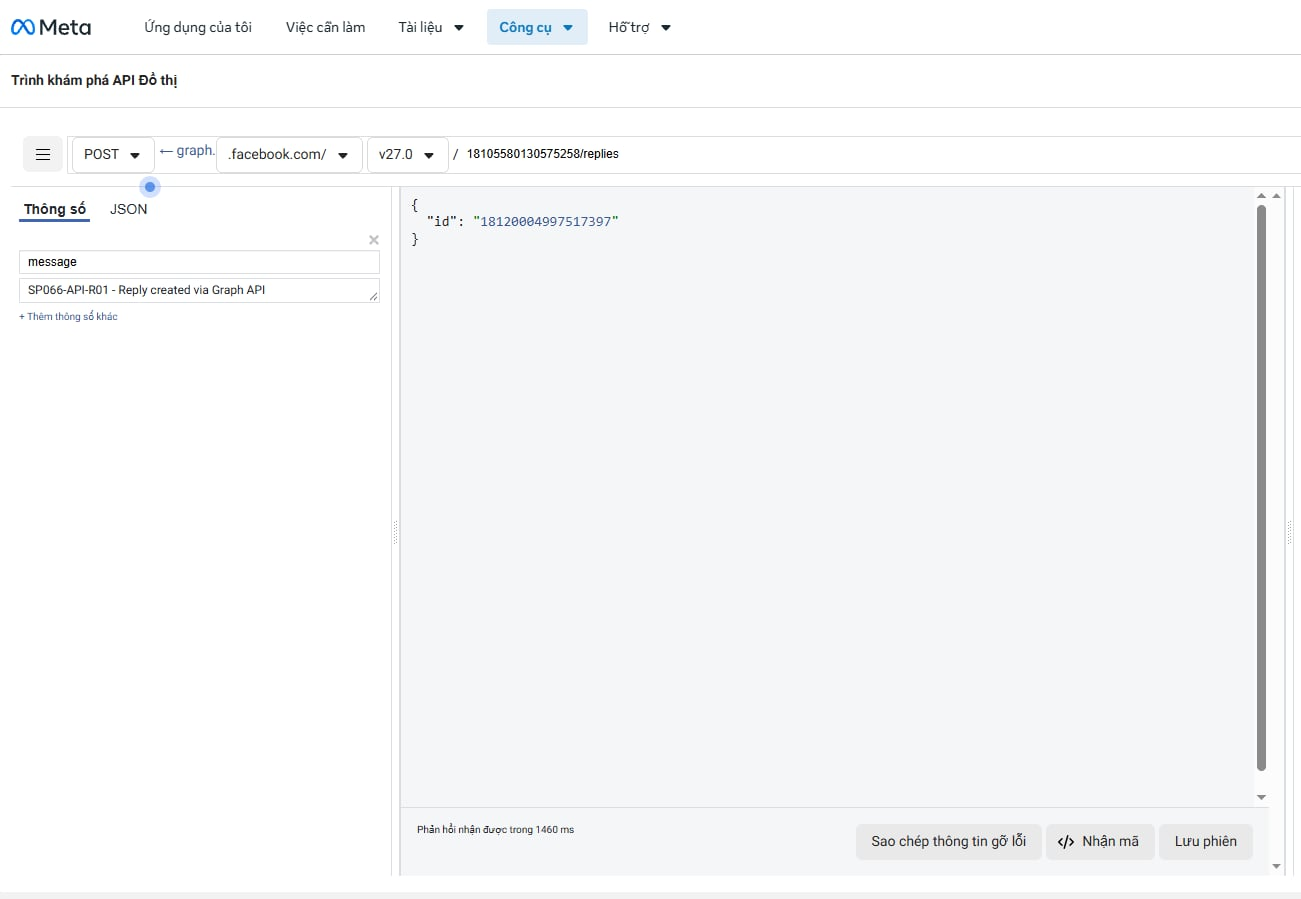 Meta Ứng dụng của tôi Việc cần làm Tài liệu Công cụ Hỗ trợ
Trình khám phá API Đồ thị
POST ← graph. .facebook.com/ v27.0 / 18105580130575258/replies
Thông số JSON
message
SP066-API-R01 - Reply created via Graph API
+ Thêm thông số khác
{
"id": "18120004997517397"
}
Phản hồi nhận được trong 1460 ms
Sao chép thông tin gỡ lỗi </> Nhận mã Lưu phiên